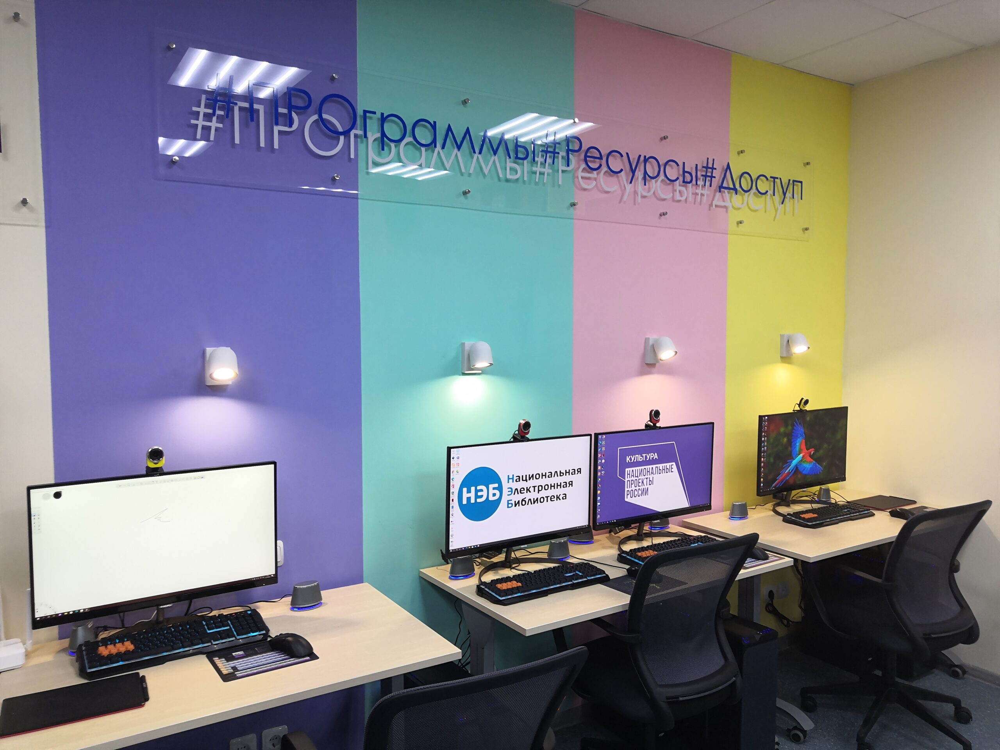 #ПРОграммы#Ресурсы#Доступ
НЭБ
Национальная
Электронная
Библиотека
КУЛЬТУРА
НАЦИОНАЛЬНЫЕ
ПРОЕКТЫ
РОССИИ